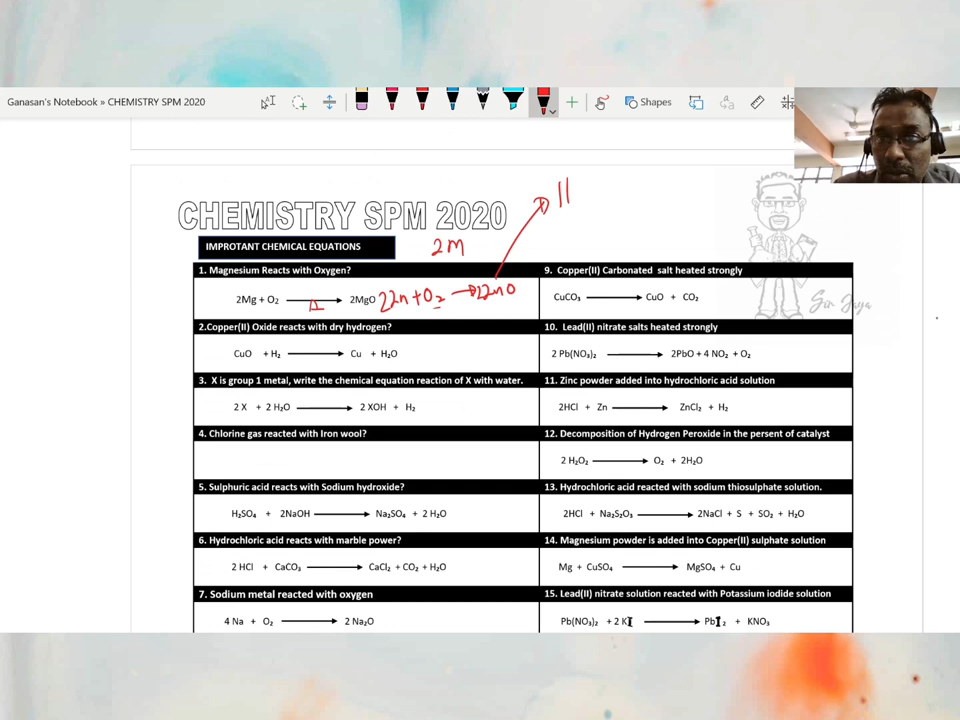 Ganasan's Notebook » CHEMISTRY SPM 2020
Shapes
CHEMISTRY SPM 2020
IMPROTANT CHEMICAL EQUATIONS
2M
1. Magnesium Reacts with Oxygen?
2Mg + O₂ ⟶ 2MgO
Δ
2Zn + O₂ → 2ZnO
2.Copper(II) Oxide reacts with dry hydrogen?
CuO + H₂ ⟶ Cu + H₂O
3. X is group 1 metal, write the chemical equation reaction of X with water.
2 X + 2 H₂O ⟶ 2 XOH + H₂
4. Chlorine gas reacted with Iron wool?
5. Sulphuric acid reacts with Sodium hydroxide?
H₂SO₄ + 2NaOH ⟶ Na₂SO₄ + 2 H₂O
6. Hydrochloric acid reacts with marble power?
2 HCl + CaCO₃ ⟶ CaCl₂ + CO₂ + H₂O
7. Sodium metal reacted with oxygen
4 Na + O₂ ⟶ 2 Na₂O
9. Copper(II) Carbonated salt heated strongly
CuCO₃ ⟶ CuO + CO₂
Sir Jaya
10. Lead(II) nitrate salts heated strongly
2 Pb(NO₃)₂ ⟶ 2PbO + 4 NO₂ + O₂
11. Zinc powder added into hydrochloric acid solution
2HCl + Zn ⟶ ZnCl₂ + H₂
12. Decomposition of Hydrogen Peroxide in the persent of catalyst
2 H₂O₂ ⟶ O₂ + 2H₂O
13. Hydrochloric acid reacted with sodium thiosulphate solution.
2HCl + Na₂S₂O₃ ⟶ 2NaCl + S + SO₂ + H₂O
14. Magnesium powder is added into Copper(II) sulphate solution
Mg + CuSO₄ ⟶ MgSO₄ + Cu
15. Lead(II) nitrate solution reacted with Potassium iodide solution
Pb(NO₃)₂ + 2 KI ⟶ PbI₂ + KNO₃